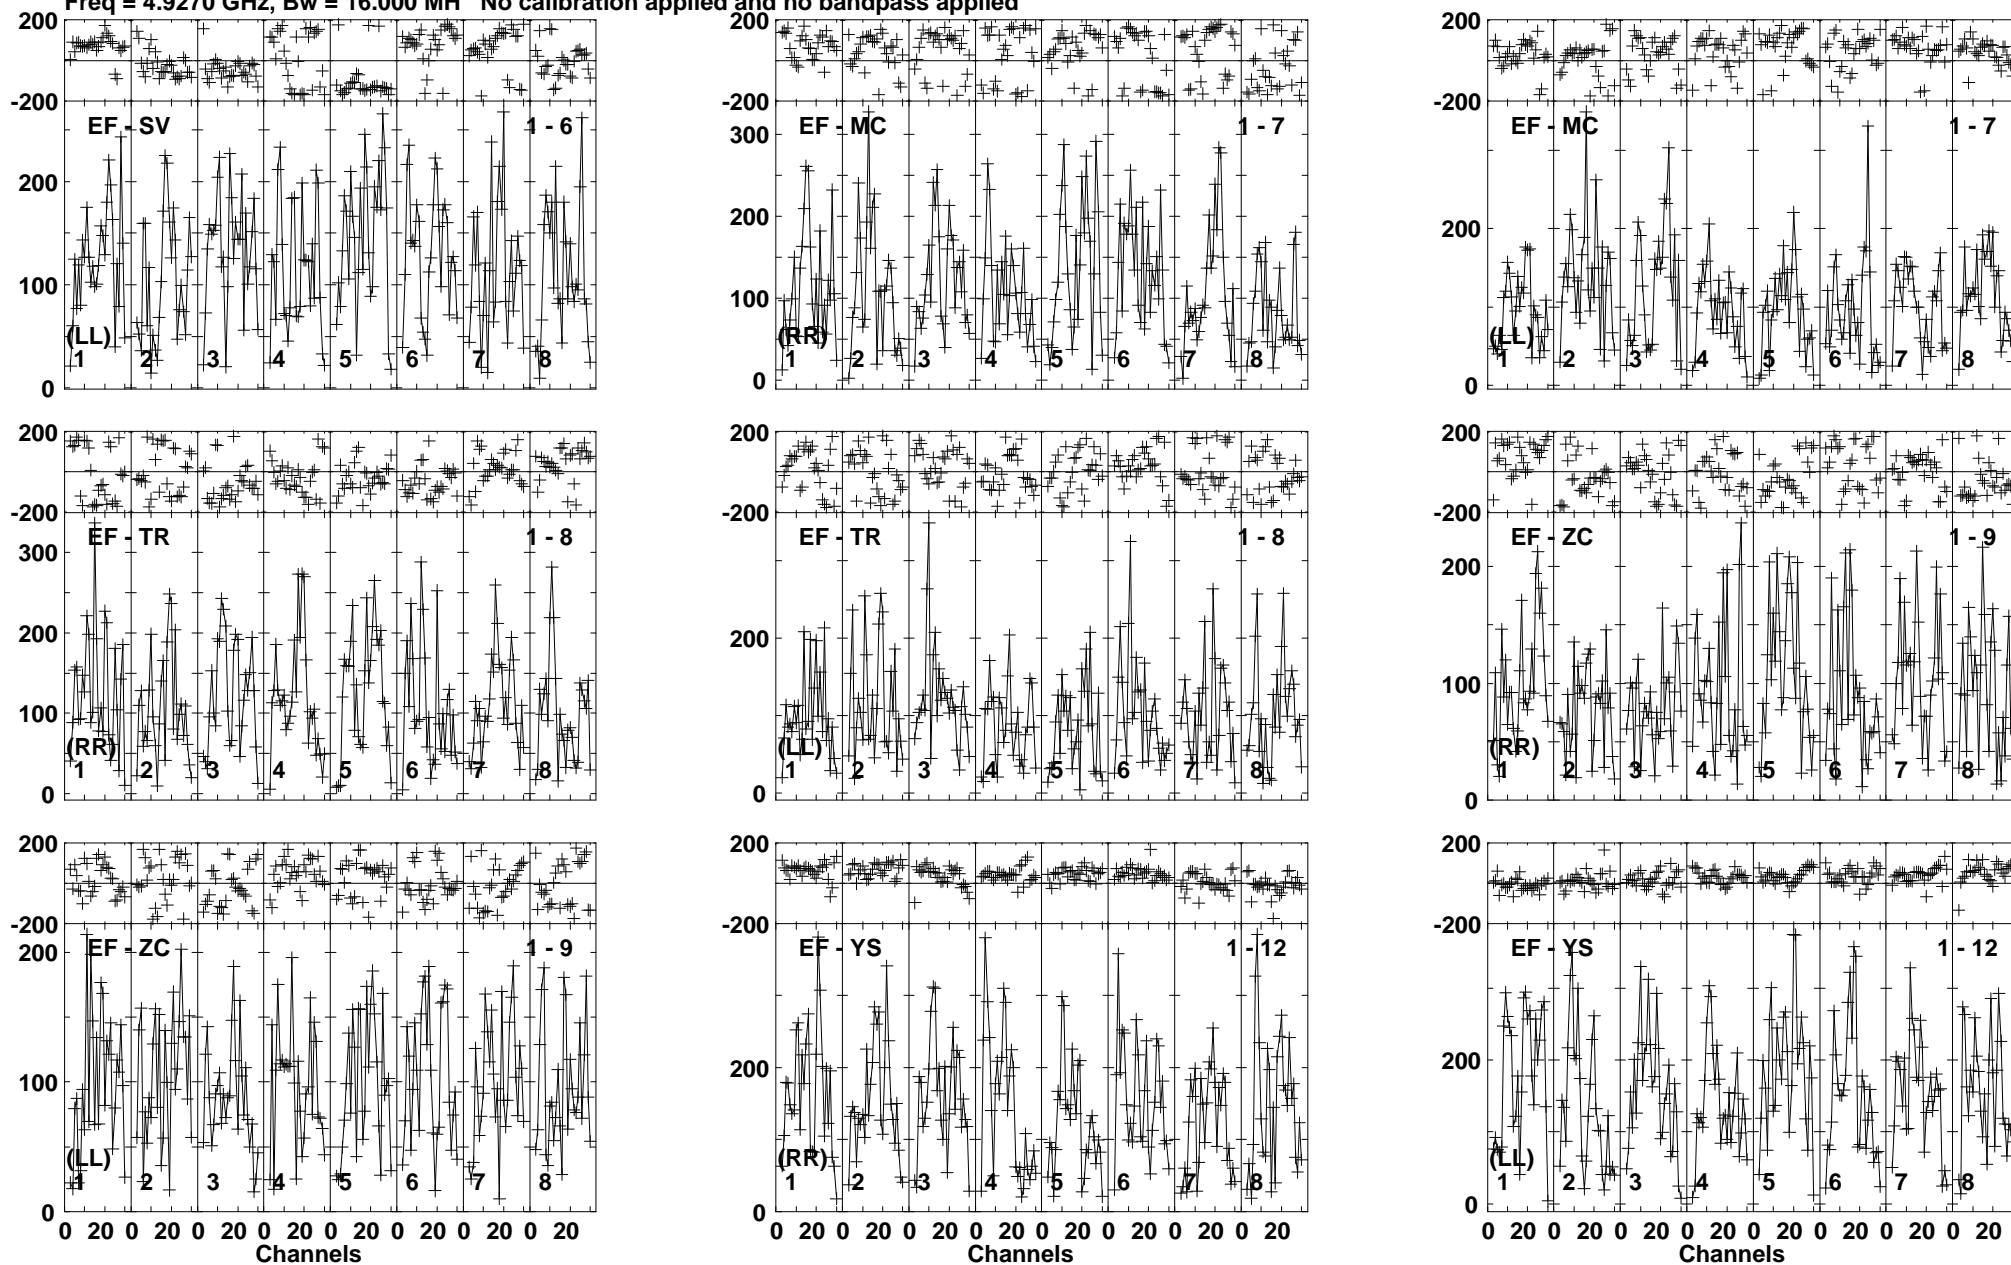 Freq = 4.9270 GHz, Bw = 16.000 MH No calibration applied and no bandpass applied
200
-200
EF - SV 1 - 6
200
100
0
(LL)
1 2 3 4 5 6 7 8
EF - MC 1 - 7
200
-200
300
200
100
0
(RR)
1 2 3 4 5 6 7 8
EF - MC 1 - 7
200
-200
200
0
(LL)
1 2 3 4 5 6 7 8
200
-200
EF - TR 1 - 8
300
200
100
0
(RR)
1 2 3 4 5 6 7 8
200
-200
EF - TR 1 - 8
200
0
(LL)
1 2 3 4 5 6 7 8
200
-200
EF - ZC 1 - 9
200
100
0
(RR)
1 2 3 4 5 6 7 8
200
-200
EF - ZC 1 - 9
200
100
0
(LL)
1 2 3 4 5 6 7 8
0 20 0 20 0 20 0 20 0 20 0 20 0 20 0 20
Channels
200
-200
EF - YS 1 - 12
200
0
(RR)
1 2 3 4 5 6 7 8
0 20 0 20 0 20 0 20 0 20 0 20 0 20 0 20
Channels
200
-200
EF - YS 1 - 12
200
0
(LL)
1 2 3 4 5 6 7 8
0 20 0 20 0 20 0 20 0 20 0 20 0 20 0 20
Channels